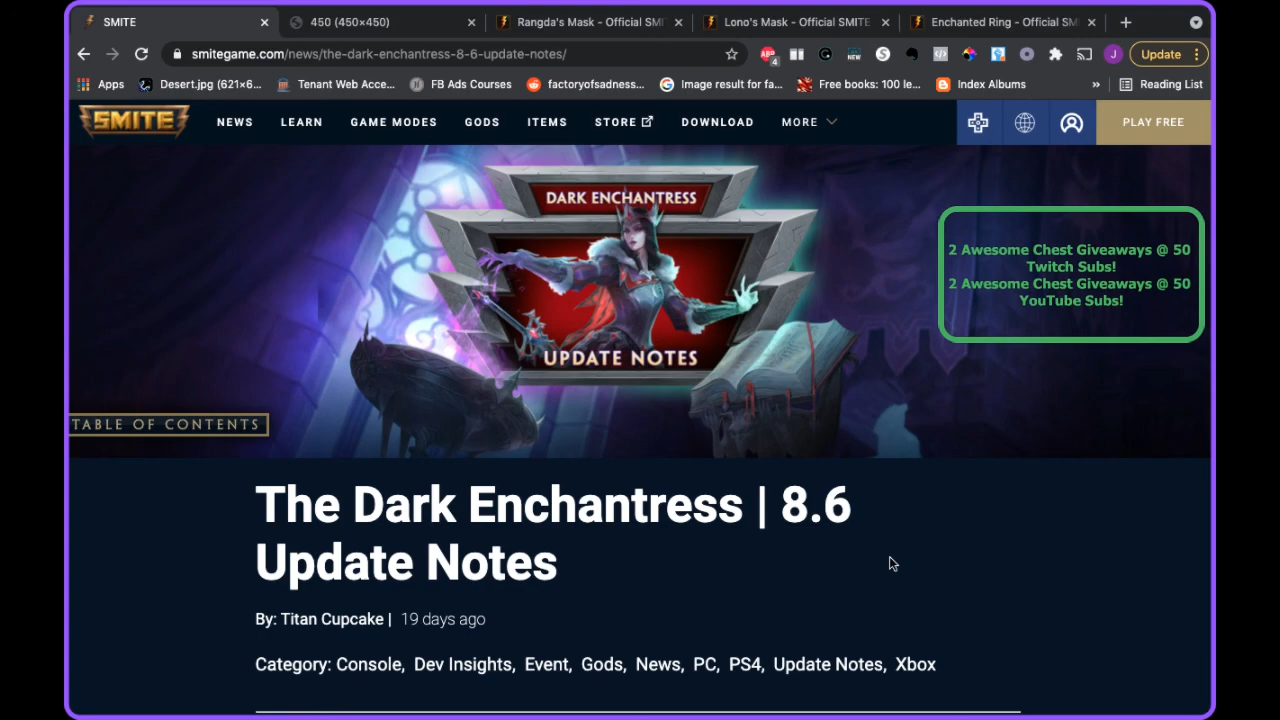 SMITE
450 (450×450)
Rangda's Mask - Official SMI
Lono's Mask - Official SMITE
Enchanted Ring - Official SM
smitegame.com/news/the-dark-enchantress-8-6-update-notes/
4
NEW
J
Update
Apps
Desert.jpg (621×6...
Tenant Web Acce...
FB Ads Courses
factoryofsadness...
Image result for fa...
Free books: 100 le...
Index Albums
»
Reading List
SMITE
NEWS
LEARN
GAME MODES
GODS
ITEMS
STORE
DOWNLOAD
MORE
PLAY FREE
DARK ENCHANTRESS
UPDATE NOTES
2 Awesome Chest Giveaways @ 50
Twitch Subs!
2 Awesome Chest Giveaways @ 50
YouTube Subs!
TABLE OF CONTENTS
The Dark Enchantress | 8.6
Update Notes
By: Titan Cupcake | 19 days ago
Category: Console, Dev Insights, Event, Gods, News, PC, PS4, Update Notes, Xbox